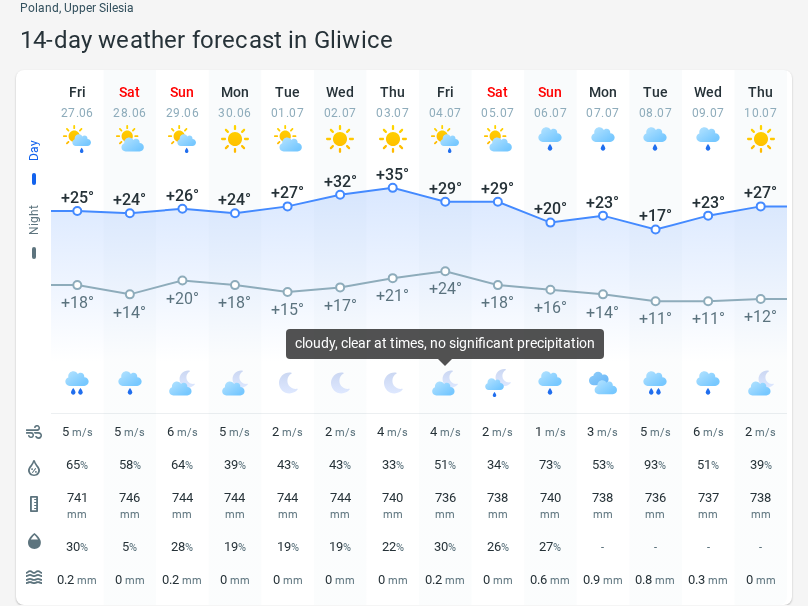 Poland, Upper Silesia
14-day weather forecast in Gliwice
Fri Sat Sun Mon Tue Wed Thu Fri Sat Sun Mon Tue Wed Thu
27.06 28.06 29.06 30.06 01.07 02.07 03.07 04.07 05.07 06.07 07.07 08.07 09.07 10.07
Day
+25° +24° +26° +24° +27° +32° +35° +29° +29° +20° +23° +17° +23° +27°
Night
+18° +14° +20° +18° +15° +17° +21° +24° +18° +16° +14° +11° +11° +12°
cloudy, clear at times, no significant precipitation
5 m/s 5 m/s 6 m/s 5 m/s 2 m/s 2 m/s 4 m/s 4 m/s 2 m/s 1 m/s 3 m/s 5 m/s 6 m/s 2 m/s
65% 58% 64% 39% 43% 43% 33% 51% 34% 73% 53% 93% 51% 39%
741 746 744 744 744 744 740 736 738 740 738 736 737 738
mm mm mm mm mm mm mm mm mm mm mm mm mm mm
30% 5% 28% 19% 19% 19% 22% 30% 26% 27% - - - -
0.2 mm 0 mm 0.2 mm 0 mm 0 mm 0 mm 0 mm 0.2 mm 0 mm 0.6 mm 0.9 mm 0.8 mm 0.3 mm 0 mm